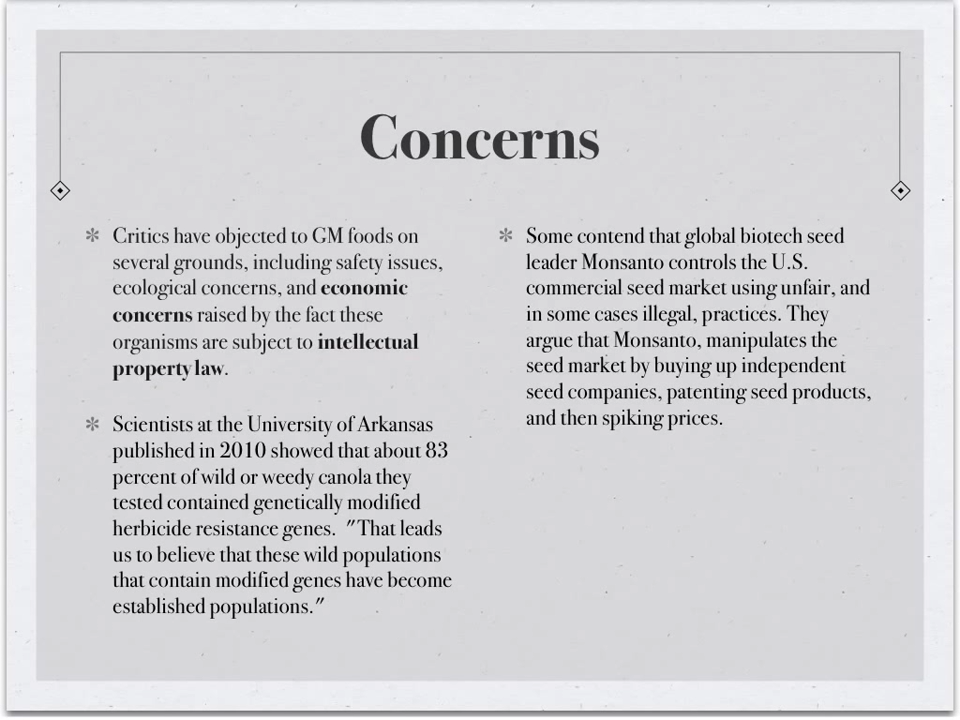 Concerns
✻ Critics have objected to GM foods on
several grounds, including safety issues,
ecological concerns, and economic
concerns raised by the fact these
organisms are subject to intellectual
property law.
✻ Scientists at the University of Arkansas
published in 2010 showed that about 83
percent of wild or weedy canola they
tested contained genetically modified
herbicide resistance genes.  "That leads
us to believe that these wild populations
that contain modified genes have become
established populations."
✻ Some contend that global biotech seed
leader Monsanto controls the U.S.
commercial seed market using unfair, and
in some cases illegal, practices. They
argue that Monsanto, manipulates the
seed market by buying up independent
seed companies, patenting seed products,
and then spiking prices.